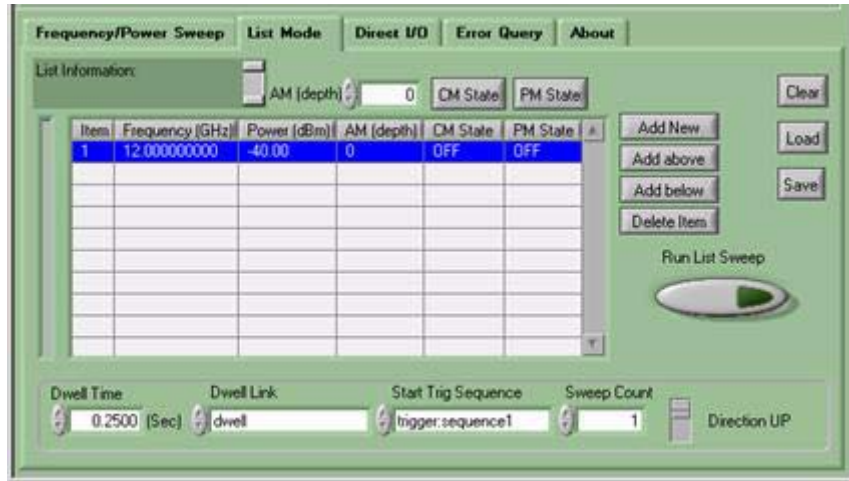 Frequency/Power Sweep List Mode Direct I/O Error Query About
List Information:
AM (depth) 0 CM State PM State Clear
Item Frequency (GHz) Power (dBm) AM (depth) CM State PM State Add New
1 12.000000000 -40.00 0 OFF OFF Load
Add above
Add below Save
Delete Item
Run List Sweep
Dwell Time Dwell Link Start Trig Sequence Sweep Count
0.2500 (Sec) dwell trigger:sequence1 1 Direction UP